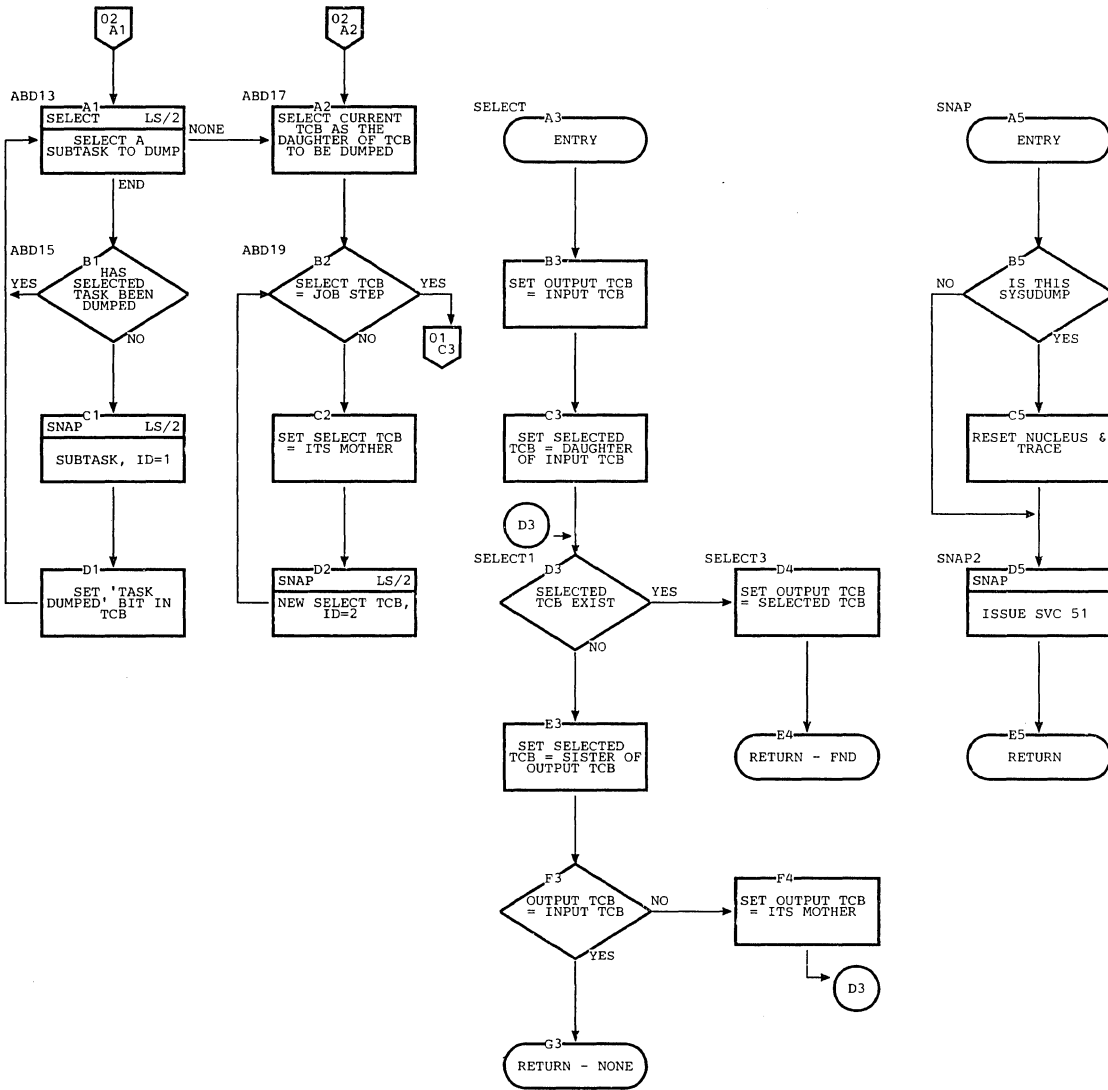 02
A1
ABD13
A1
SELECT LS/2
SELECT A
SUBTASK TO DUMP
NONE
END
ABD15
B1
HAS
SELECTED
TASK BEEN
DUMPED
YES
NO
C1
SNAP LS/2
SUBTASK, ID=1
D1
SET 'TASK
DUMPED' BIT IN
TCB
02
A2
ABD17
A2
SELECT CURRENT
TCB AS THE
DAUGHTER OF TCB
TO BE DUMPED
ABD19
B2
SELECT TCB
= JOB STEP
YES
NO
01
C3
C2
SET SELECT TCB
= ITS MOTHER
D2
SNAP LS/2
NEW SELECT TCB,
ID=2
SELECT
A3
ENTRY
B3
SET OUTPUT TCB
= INPUT TCB
C3
SET SELECTED
TCB = DAUGHTER
OF INPUT TCB
D3
SELECT1
D3
SELECTED
TCB EXIST
YES
NO
SELECT3
D4
SET OUTPUT TCB
= SELECTED TCB
E4
RETURN - FND
E3
SET SELECTED
TCB = SISTER OF
OUTPUT TCB
F3
OUTPUT TCB
= INPUT TCB
NO
YES
F4
SET OUTPUT TCB
= ITS MOTHER
D3
G3
RETURN - NONE
SNAP
A5
ENTRY
B5
IS THIS
SYSUDUMP
NO
YES
C5
RESET NUCLEUS &
TRACE
SNAP2
D5
SNAP
ISSUE SVC 51
E5
RETURN